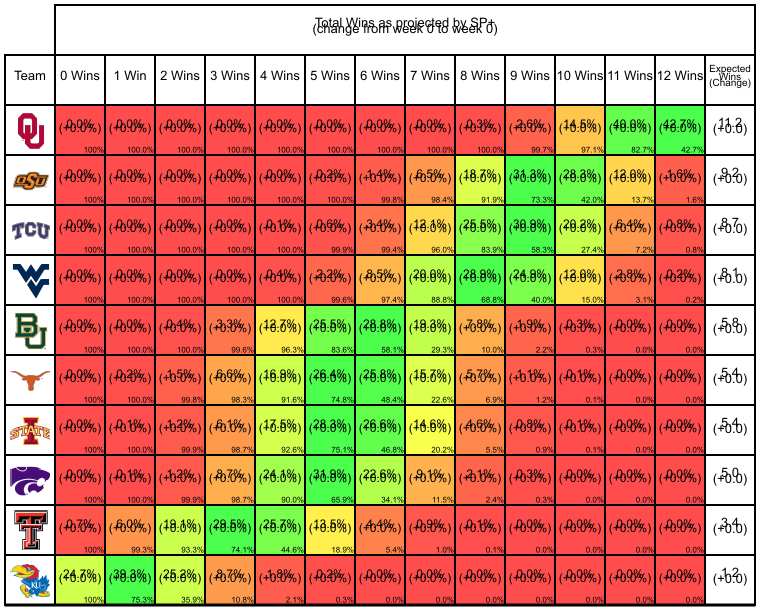 Total Wins as projected by SP+
(change from week 0 to week 0)
Team 0 Wins 1 Win 2 Wins 3 Wins 4 Wins 5 Wins 6 Wins 7 Wins 8 Wins 9 Wins 10 Wins 11 Wins 12 Wins Expected Wins (Change)
OU 0.0% 0.0% 0.0% 0.0% 0.0% 0.0% 0.0% 0.0% 0.3% 2.6% 14.5% 40.0% 42.7% 11.2
(+0.0%) (+0.0%) (+0.0%) (+0.0%) (+0.0%) (+0.0%) (+0.0%) (+0.0%) (+0.0%) (+0.0%) (+0.0%) (+0.0%) (+0.0%) (+0.0)
100% 100.0% 100.0% 100.0% 100.0% 100.0% 100.0% 100.0% 100.0% 99.7% 97.1% 82.7% 42.7%
OSU 0.0% 0.0% 0.0% 0.0% 0.0% 0.2% 1.4% 6.5% 18.7% 31.3% 28.3% 12.0% 1.6% 9.2
(+0.0%) (+0.0%) (+0.0%) (+0.0%) (+0.0%) (+0.0%) (+0.0%) (+0.0%) (+0.0%) (+0.0%) (+0.0%) (+0.0%) (+0.0%) (+0.0)
100% 100.0% 100.0% 100.0% 100.0% 100.0% 99.8% 98.4% 91.9% 73.3% 42.0% 13.7% 1.6%
TCU 0.0% 0.0% 0.0% 0.0% 0.1% 0.6% 3.4% 12.1% 25.5% 30.9% 20.2% 6.4% 0.8% 8.7
(+0.0%) (+0.0%) (+0.0%) (+0.0%) (+0.0%) (+0.0%) (+0.0%) (+0.0%) (+0.0%) (+0.0%) (+0.0%) (+0.0%) (+0.0%) (+0.0)
100% 100.0% 100.0% 100.0% 100.0% 99.9% 99.4% 96.0% 83.9% 58.3% 27.4% 7.2% 0.8%
WV 0.0% 0.0% 0.0% 0.0% 0.4% 2.2% 8.5% 20.0% 28.9% 24.9% 12.0% 2.8% 0.2% 8.1
(+0.0%) (+0.0%) (+0.0%) (+0.0%) (+0.0%) (+0.0%) (+0.0%) (+0.0%) (+0.0%) (+0.0%) (+0.0%) (+0.0%) (+0.0%) (+0.0)
100% 100.0% 100.0% 100.0% 100.0% 99.6% 97.4% 88.8% 68.8% 40.0% 15.0% 3.1% 0.2%
BU 0.0% 0.0% 0.4% 3.3% 12.7% 25.5% 28.8% 19.3% 7.8% 1.9% 0.3% 0.0% 0.0% 5.8
(+0.0%) (+0.0%) (+0.0%) (+0.0%) (+0.0%) (+0.0%) (+0.0%) (+0.0%) (+0.0%) (+0.0%) (+0.0%) (+0.0%) (+0.0%) (+0.0)
100% 100.0% 100.0% 99.6% 96.3% 83.6% 58.1% 29.3% 10.0% 2.2% 0.3% 0.0% 0.0%
0.0% 0.2% 1.5% 6.6% 16.9% 26.4% 25.8% 15.7% 5.7% 1.1% 0.1% 0.0% 0.0% 5.4
(+0.0%) (+0.0%) (+0.0%) (+0.0%) (+0.0%) (+0.0%) (+0.0%) (+0.0%) (+0.0%) (+0.0%) (+0.0%) (+0.0%) (+0.0%) (+0.0)
100% 100.0% 99.8% 98.3% 91.6% 74.8% 48.4% 22.6% 6.9% 1.2% 0.1% 0.0% 0.0%
I STATE 0.0% 0.1% 1.2% 6.1% 17.5% 28.3% 26.6% 14.6% 4.6% 0.8% 0.1% 0.0% 0.0% 5.4
(+0.0%) (+0.0%) (+0.0%) (+0.0%) (+0.0%) (+0.0%) (+0.0%) (+0.0%) (+0.0%) (+0.0%) (+0.0%) (+0.0%) (+0.0%) (+0.0)
100% 100.0% 99.9% 98.7% 92.6% 75.1% 46.8% 20.2% 5.5% 0.9% 0.1% 0.0% 0.0%
0.0% 0.1% 1.2% 8.7% 24.1% 31.9% 22.6% 9.1% 2.1% 0.3% 0.0% 0.0% 0.0% 5.0
(+0.0%) (+0.0%) (+0.0%) (+0.0%) (+0.0%) (+0.0%) (+0.0%) (+0.0%) (+0.0%) (+0.0%) (+0.0%) (+0.0%) (+0.0%) (+0.0)
100% 100.0% 99.9% 98.7% 90.0% 65.9% 34.1% 11.5% 2.4% 0.3% 0.0% 0.0% 0.0%
T 0.7% 6.0% 19.1% 29.5% 25.7% 13.5% 4.4% 0.9% 0.1% 0.0% 0.0% 0.0% 0.0% 3.4
(+0.0%) (+0.0%) (+0.0%) (+0.0%) (+0.0%) (+0.0%) (+0.0%) (+0.0%) (+0.0%) (+0.0%) (+0.0%) (+0.0%) (+0.0%) (+0.0)
100% 99.3% 93.3% 74.1% 44.6% 18.9% 5.4% 1.0% 0.1% 0.0% 0.0% 0.0% 0.0%
KU 24.7% 39.3% 25.2% 8.7% 1.8% 0.2% 0.0% 0.0% 0.0% 0.0% 0.0% 0.0% 0.0% 1.2
(+0.0%) (+0.0%) (+0.0%) (+0.0%) (+0.0%) (+0.0%) (+0.0%) (+0.0%) (+0.0%) (+0.0%) (+0.0%) (+0.0%) (+0.0%) (+0.0)
100% 75.3% 35.9% 10.8% 2.1% 0.3% 0.0% 0.0% 0.0% 0.0% 0.0% 0.0% 0.0%